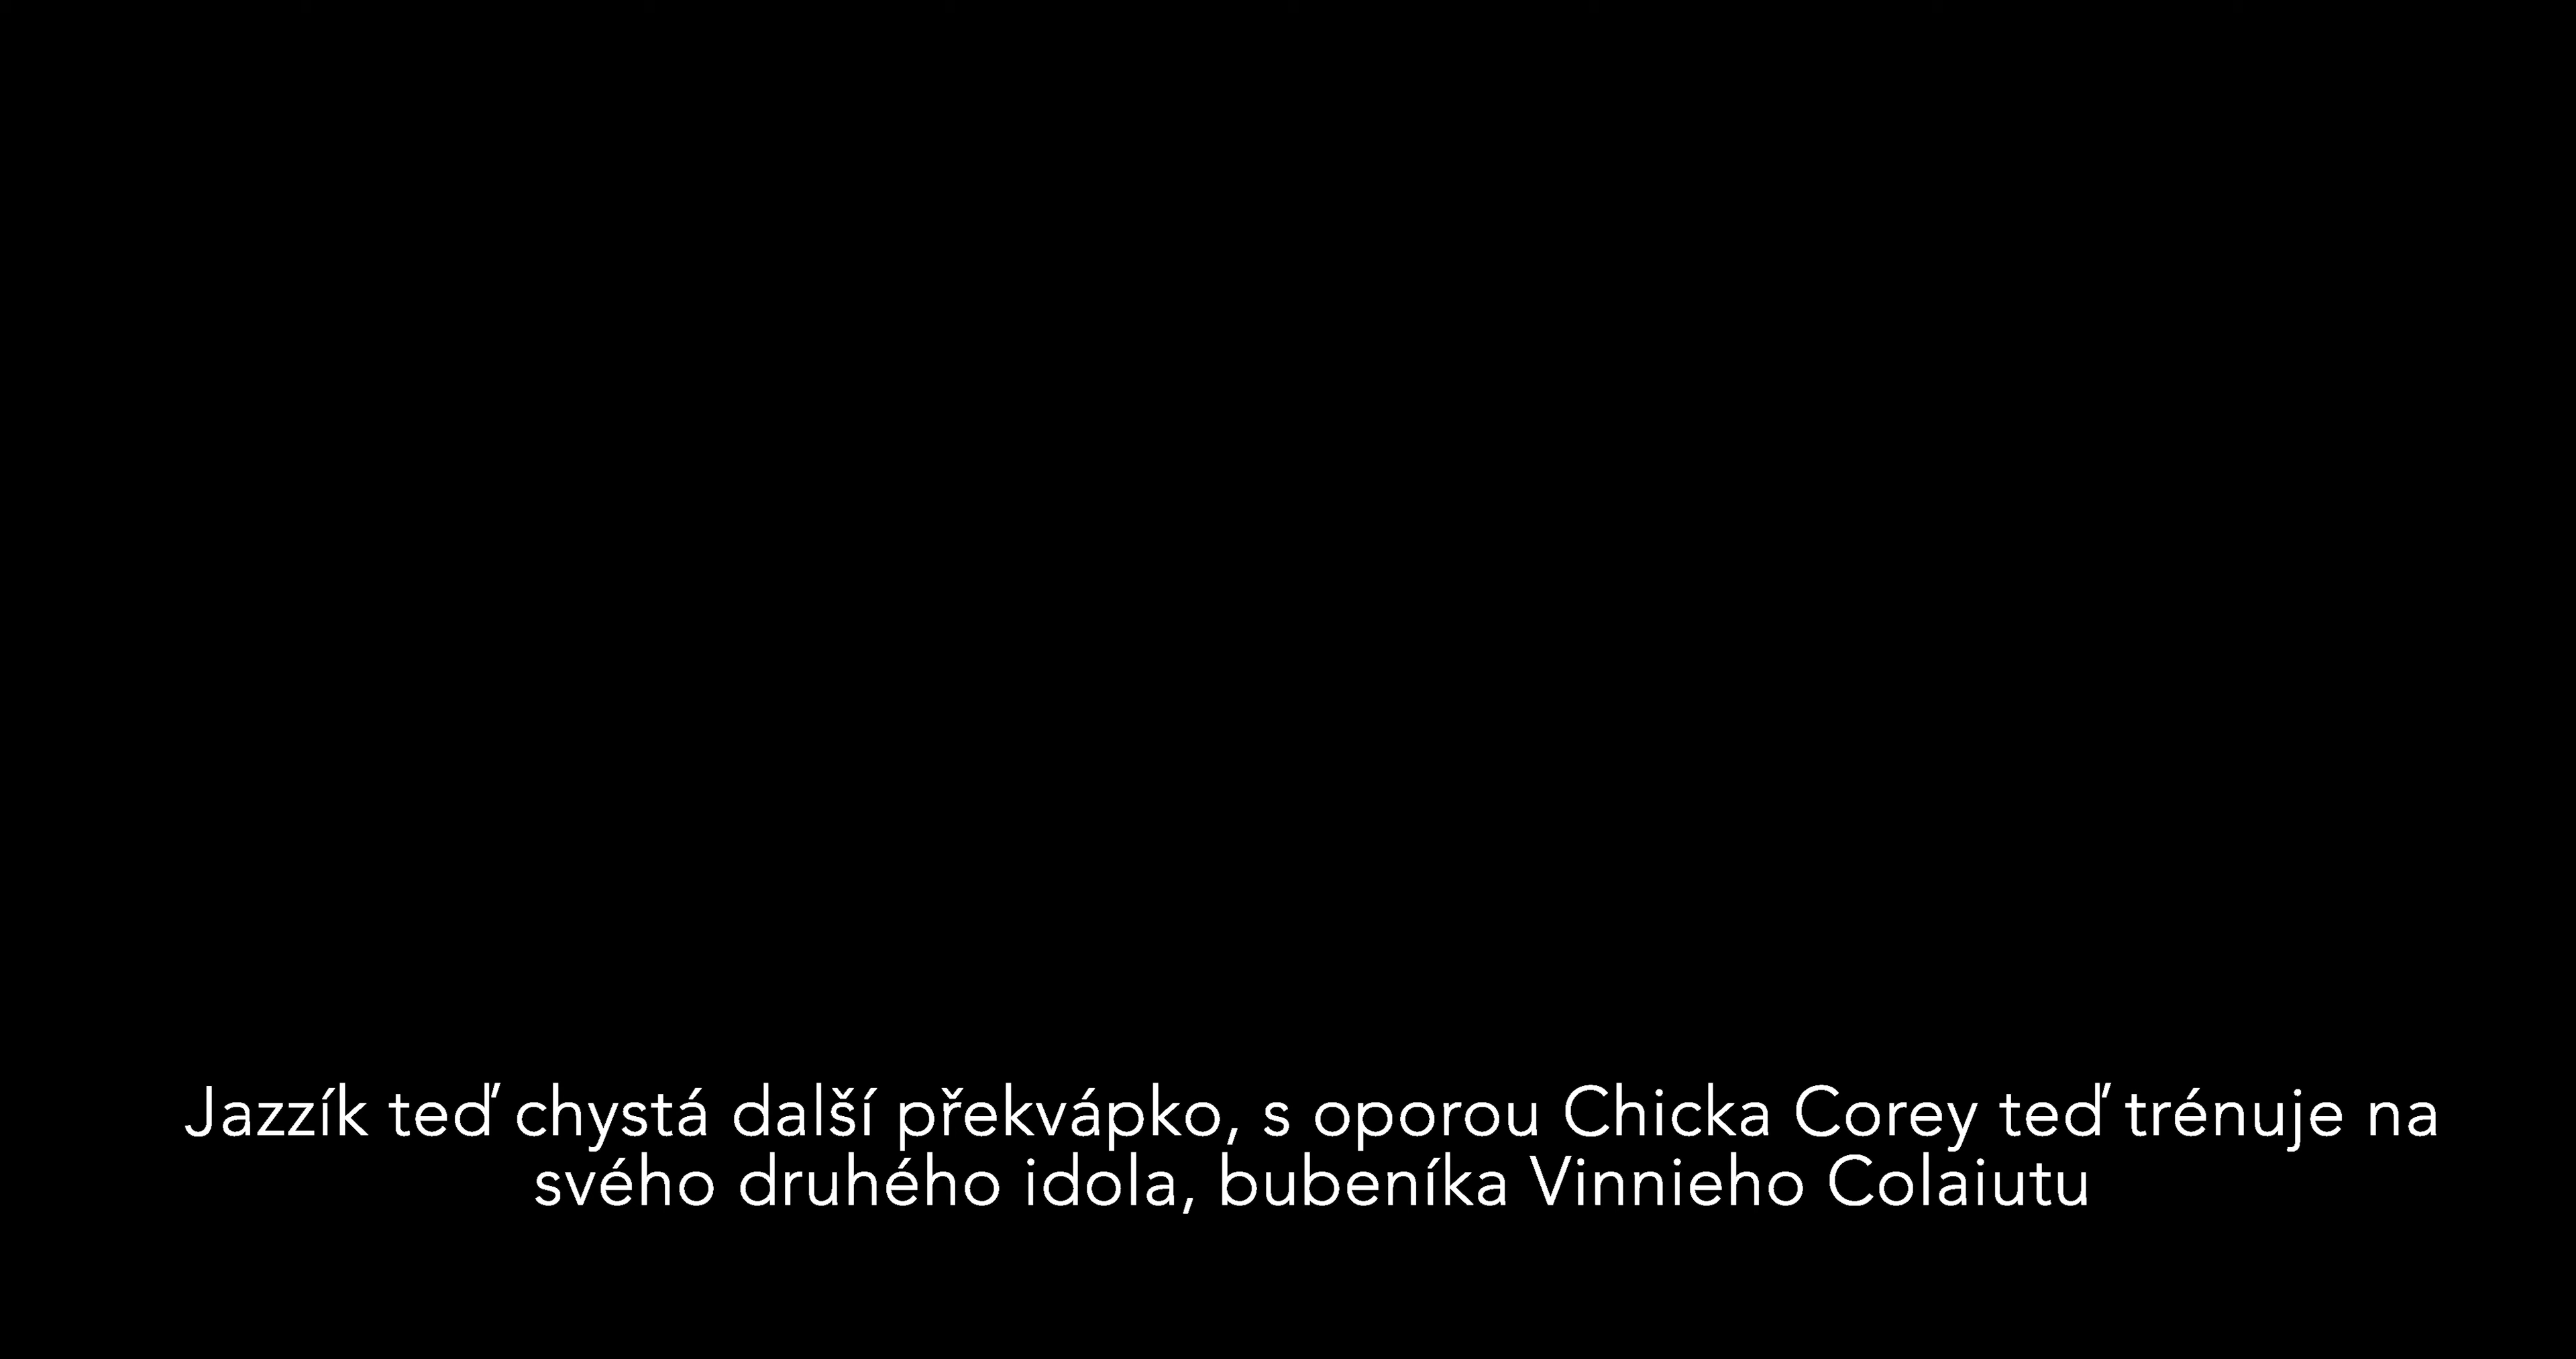 Jazzík teď chystá další překvápko, s oporou Chicka Corey teď trénuje na
svého druhého idola, bubeníka Vinnieho Colaiutu